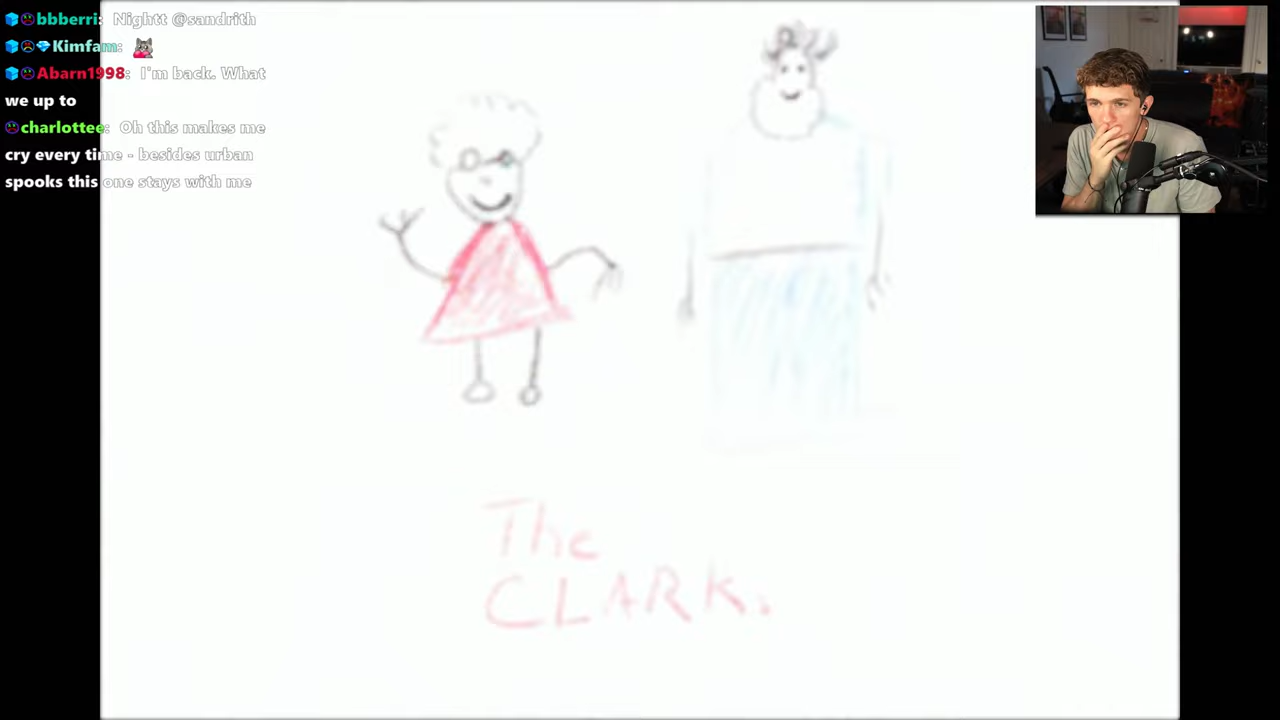 bbberri: Nightt @sandrith
Kimfam:
Abarn1998: I'm back. What
we up to
charlottee: Oh this makes me
cry every time - besides urban
spooks this one stays with me
The
CLARK.